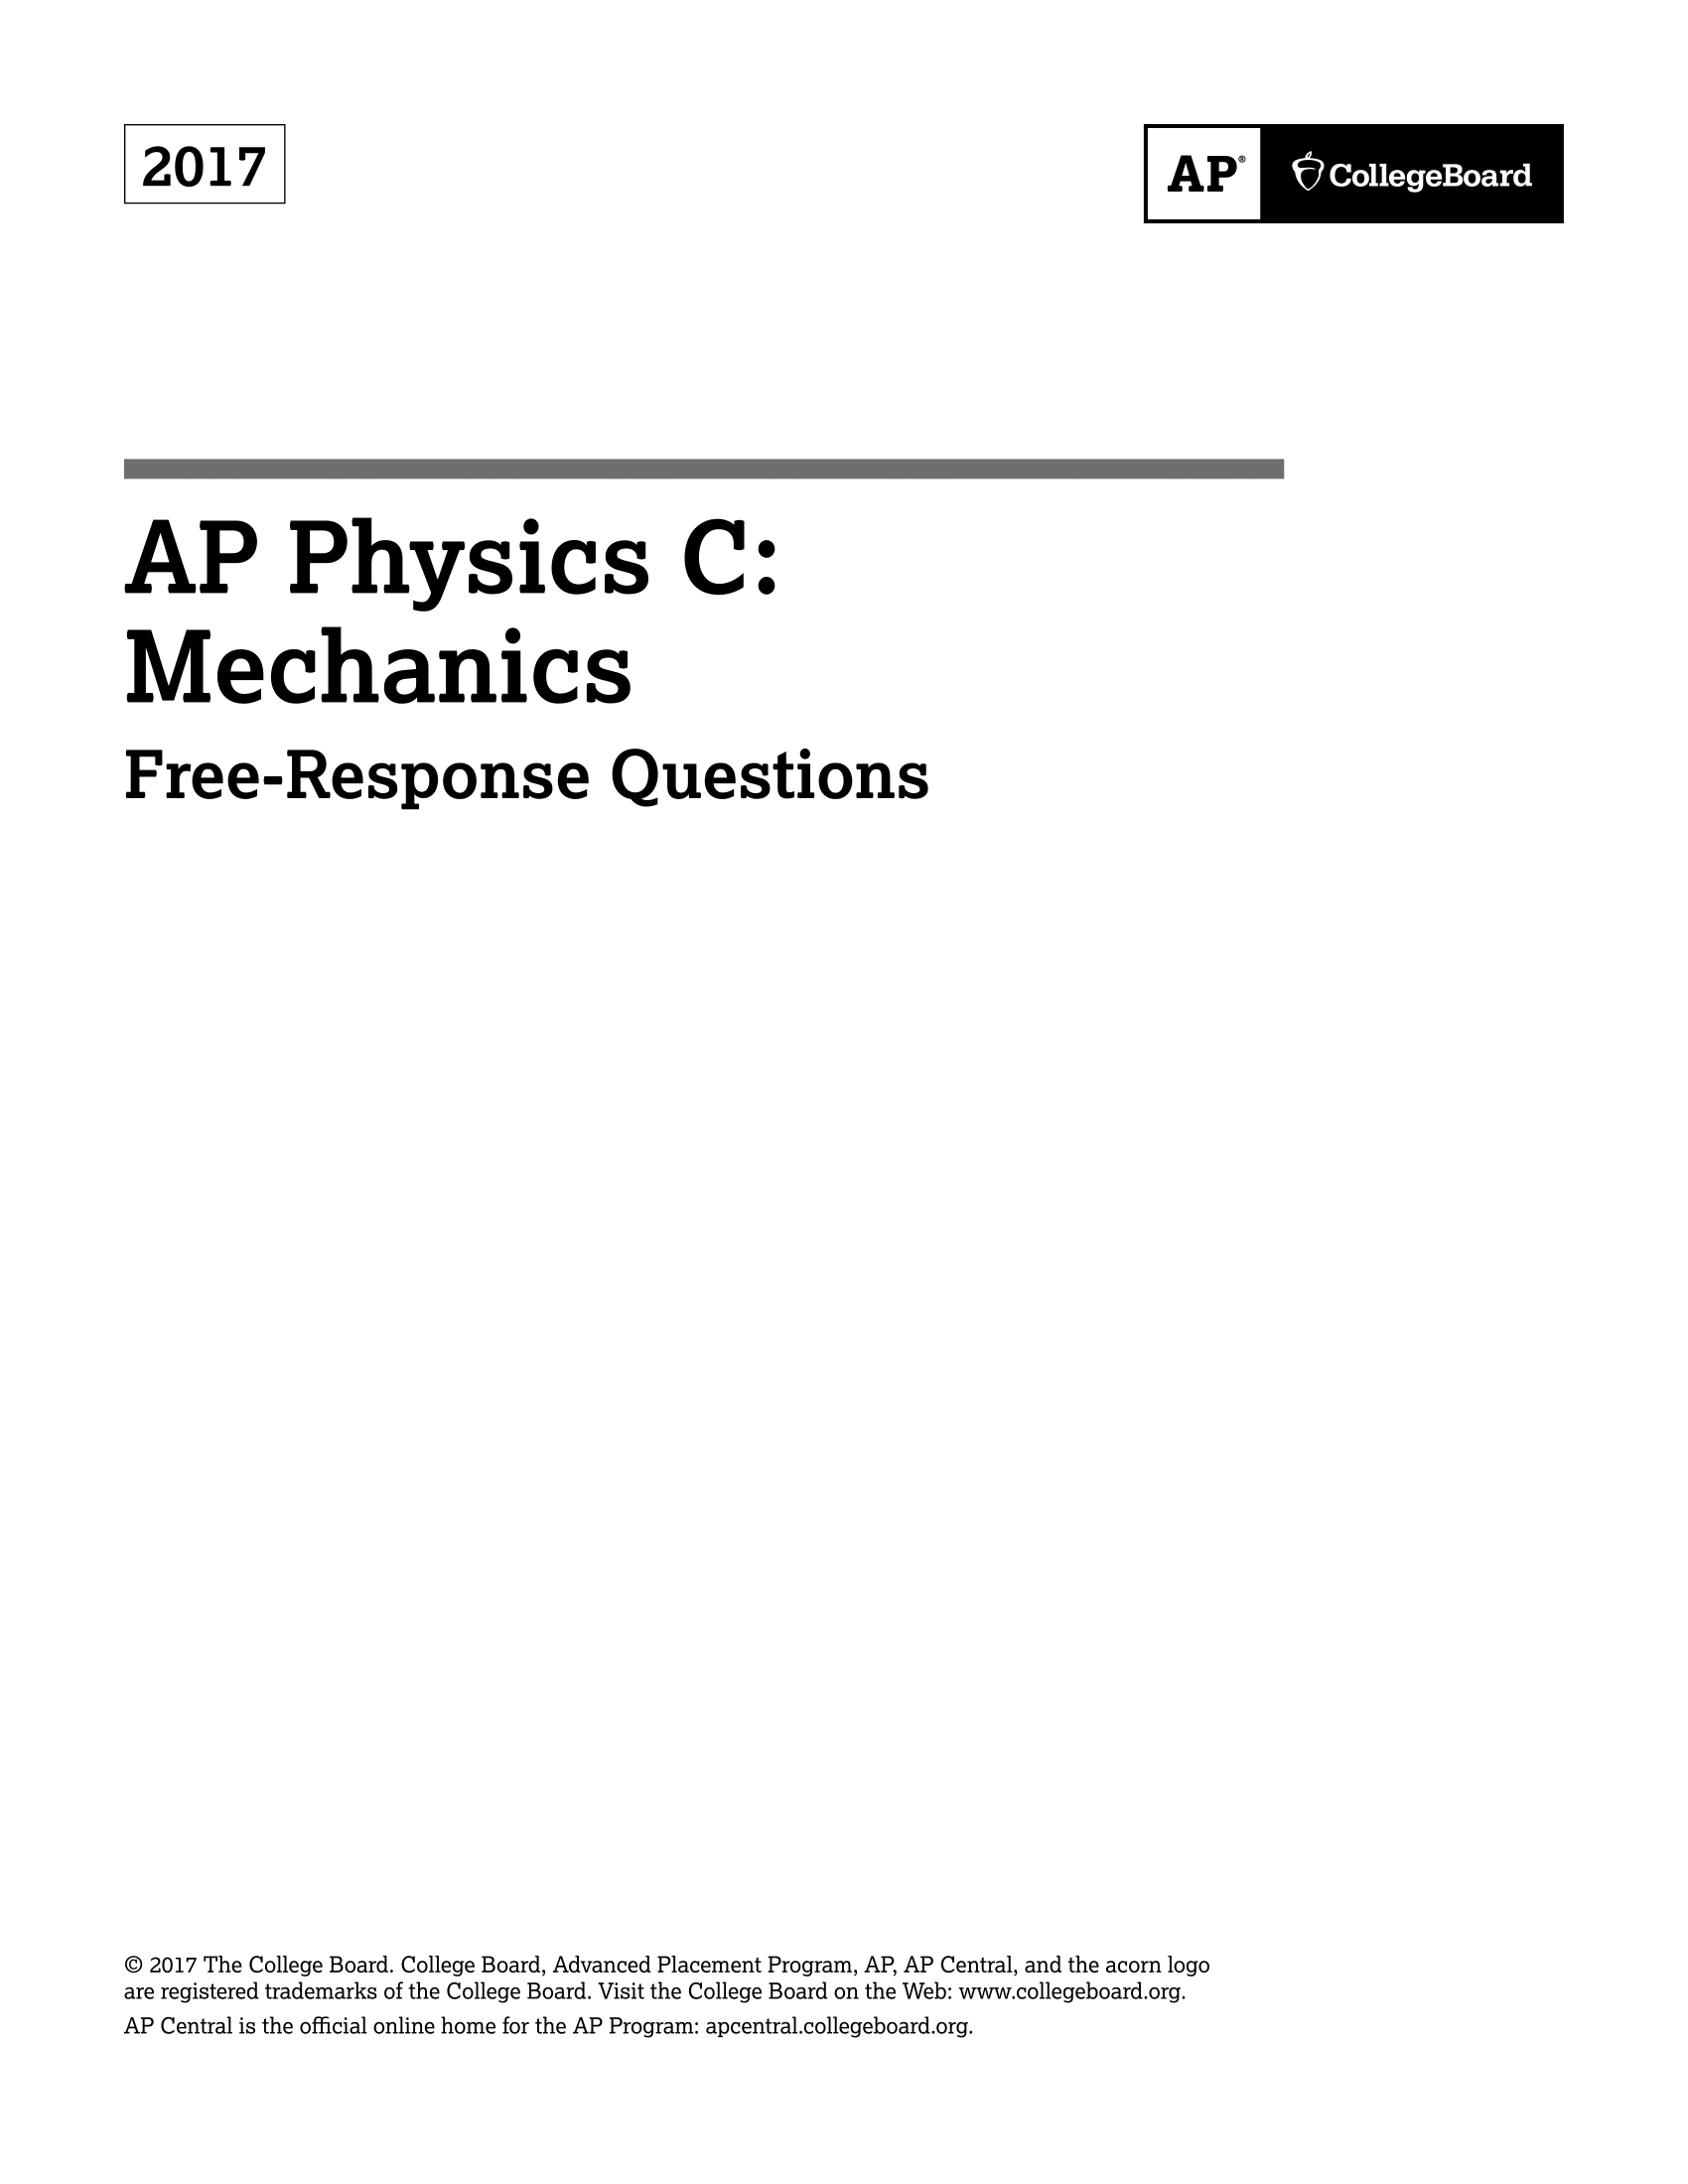 2017
AP® CollegeBoard
AP Physics C:
Mechanics
Free-Response Questions
© 2017 The College Board. College Board, Advanced Placement Program, AP, AP Central, and the acorn logo
are registered trademarks of the College Board. Visit the College Board on the Web: www.collegeboard.org.
AP Central is the official online home for the AP Program: apcentral.collegeboard.org.